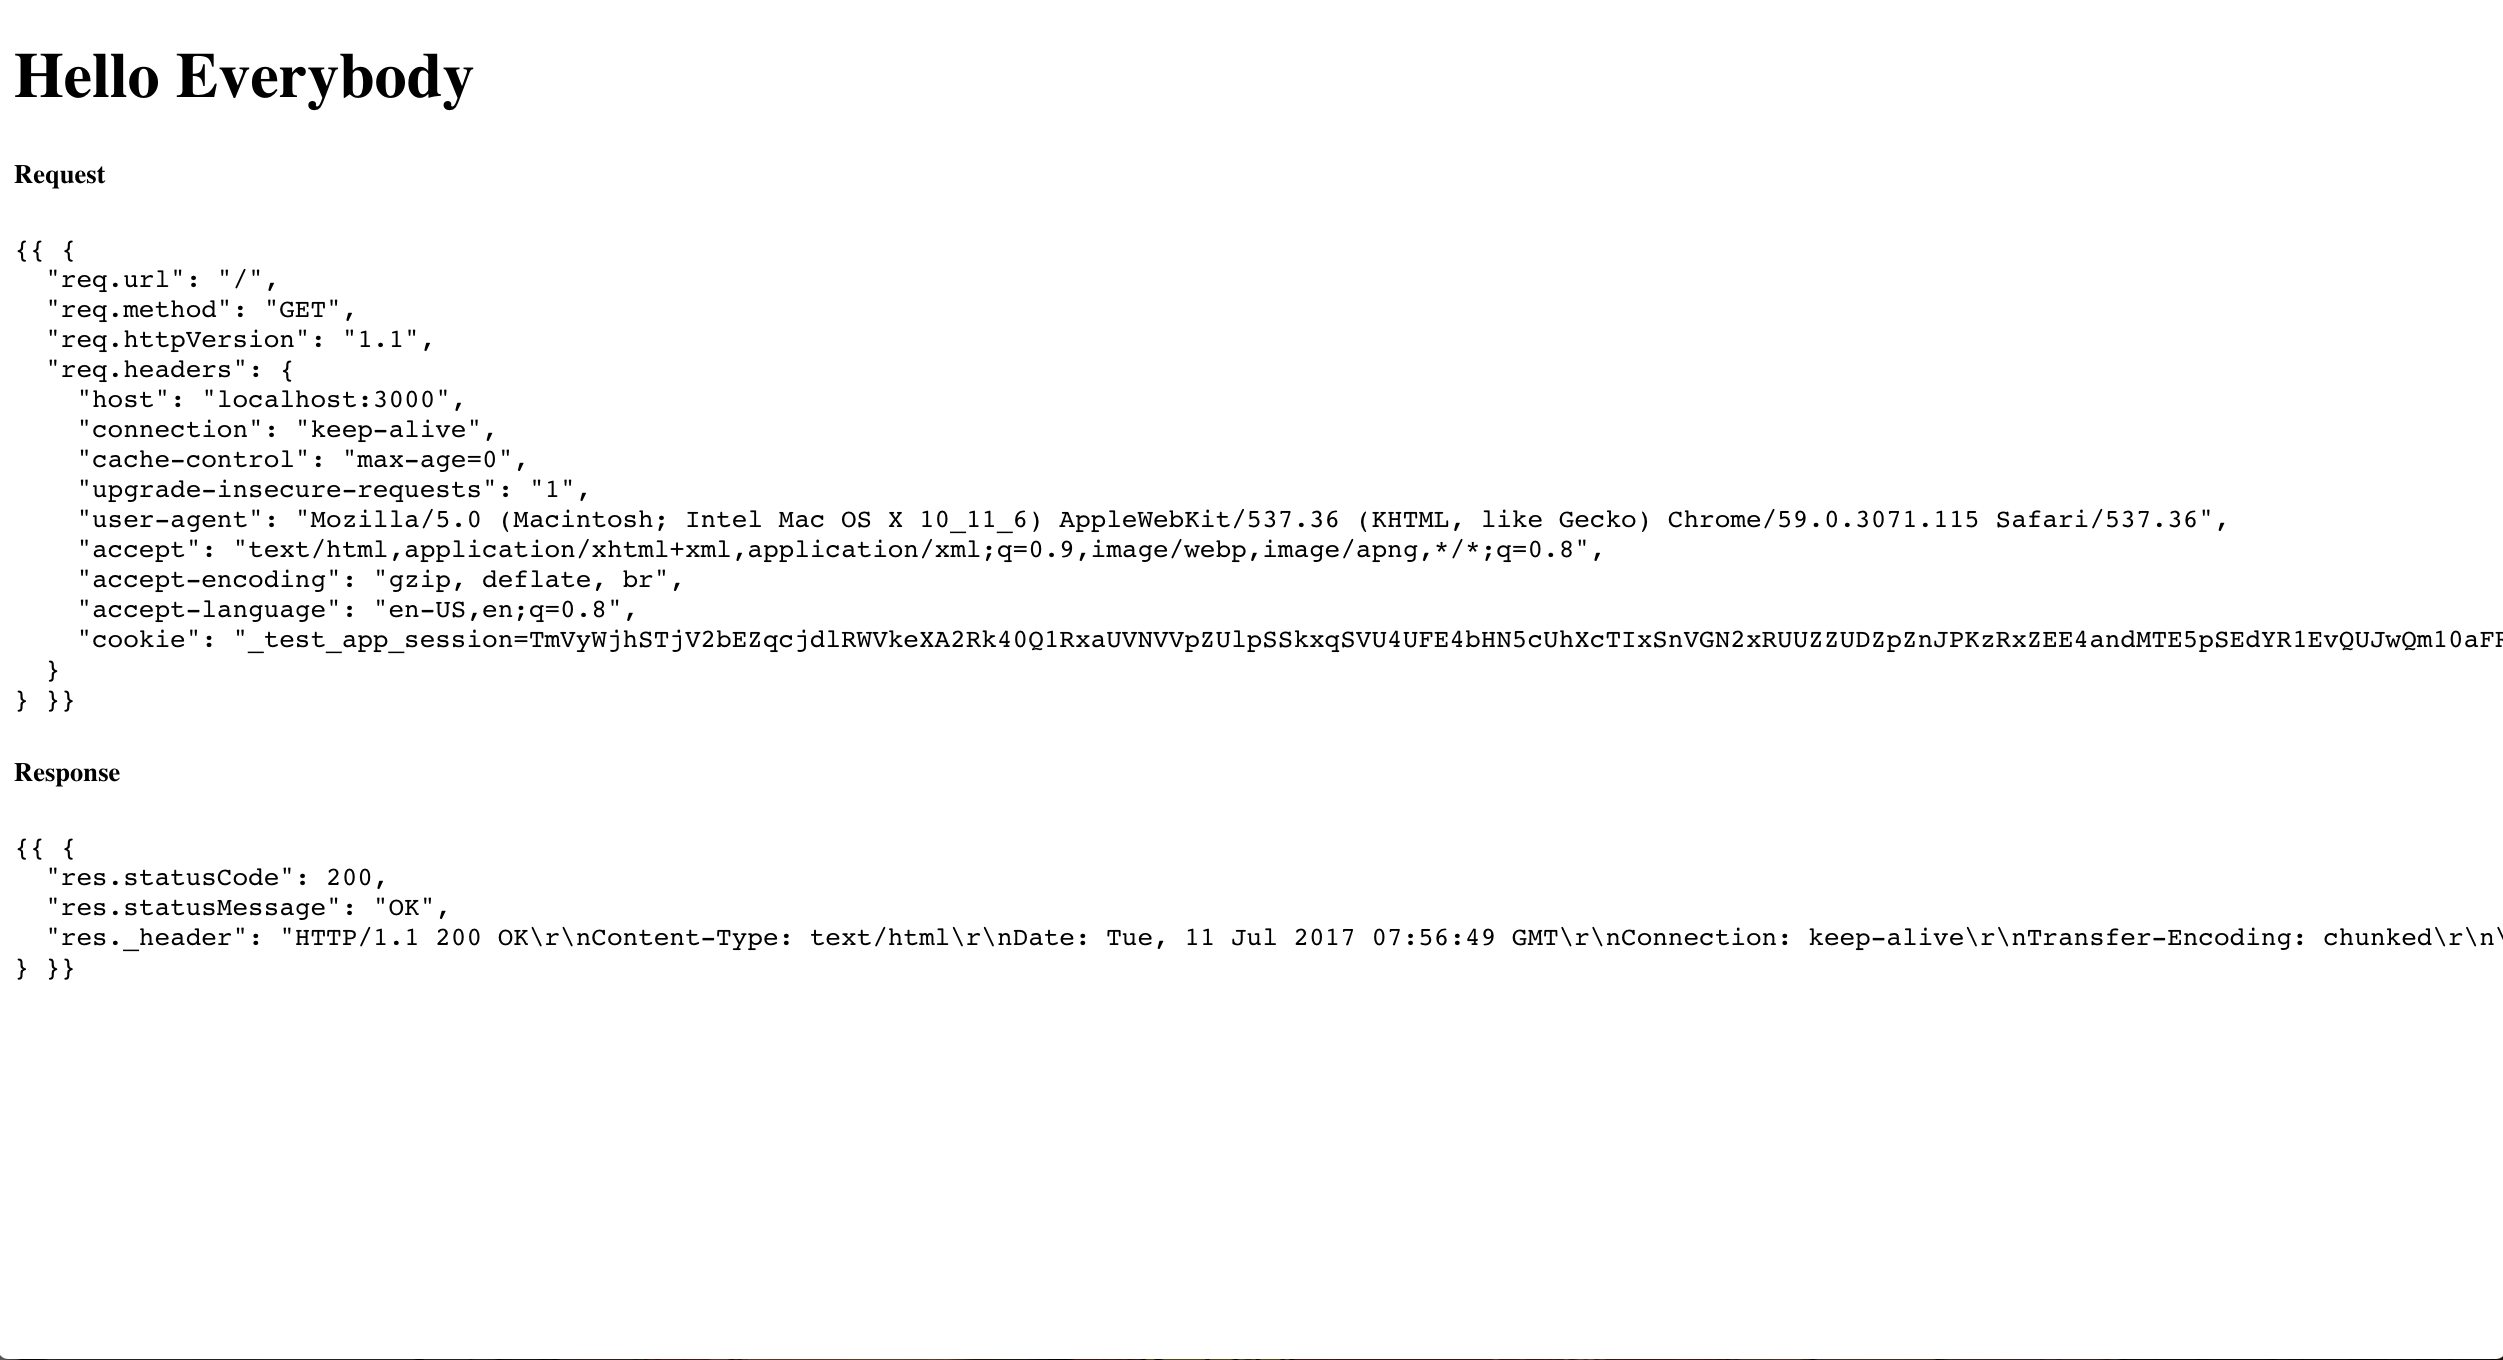 Hello Everybody
Request
{{ {
  "req.url": "/",
  "req.method": "GET",
  "req.httpVersion": "1.1",
  "req.headers": {
    "host": "localhost:3000",
    "connection": "keep-alive",
    "cache-control": "max-age=0",
    "upgrade-insecure-requests": "1",
    "user-agent": "Mozilla/5.0 (Macintosh; Intel Mac OS X 10_11_6) AppleWebKit/537.36 (KHTML, like Gecko) Chrome/59.0.3071.115 Safari/537.36",
    "accept": "text/html,application/xhtml+xml,application/xml;q=0.9,image/webp,image/apng,*/*;q=0.8",
    "accept-encoding": "gzip, deflate, br",
    "accept-language": "en-US,en;q=0.8",
    "cookie": "_test_app_session=TmVyWjhSTjV2bEZqcjdlRWVkeXA2Rk40Q1RxaUVNVVpZUlpSSkxqSVU4UFE4bHN5cUhXcTIxSnVGN2xRUUZZUDZpZnJPKzRxZEE4andMTE5pSEdYR1EvQUJwQm10aF
  }
} }}
Response
{{ {
  "res.statusCode": 200,
  "res.statusMessage": "OK",
  "res._header": "HTTP/1.1 200 OK\r\nContent-Type: text/html\r\nDate: Tue, 11 Jul 2017 07:56:49 GMT\r\nConnection: keep-alive\r\nTransfer-Encoding: chunked\r\n\
} }}